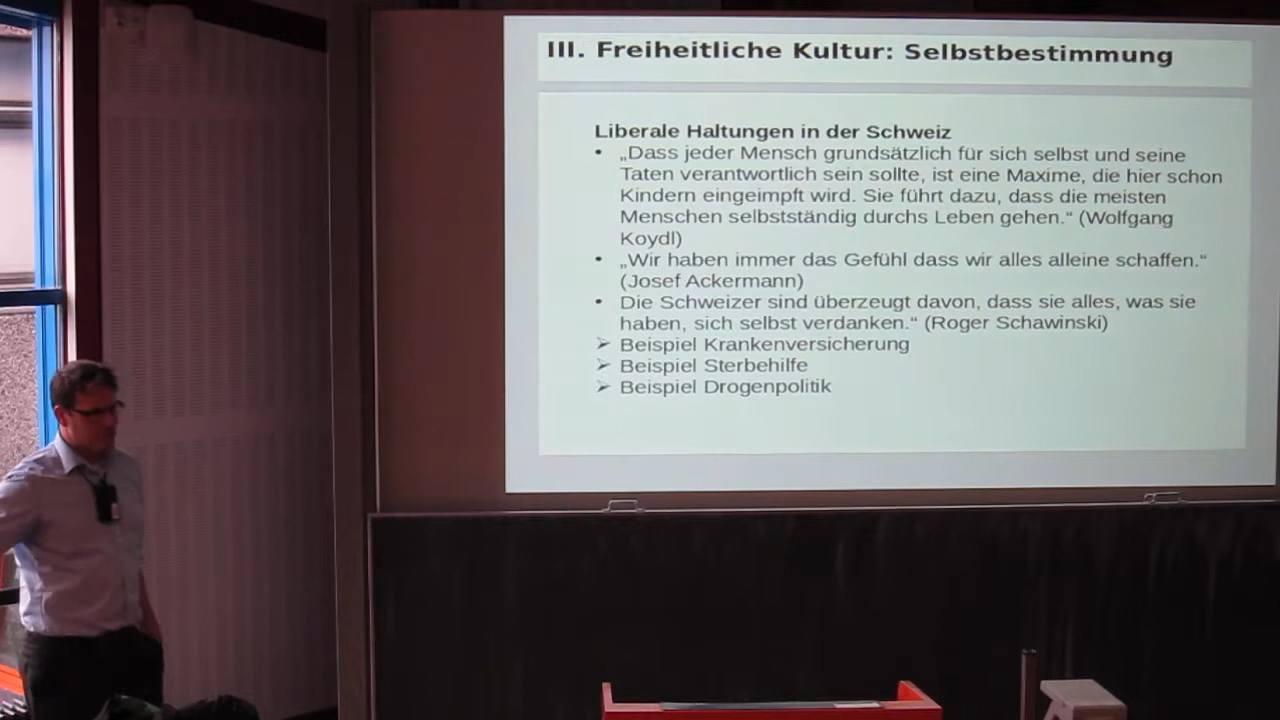 III. Freiheitliche Kultur: Selbstbestimmung
Liberale Haltungen in der Schweiz
• „Dass jeder Mensch grundsätzlich für sich selbst und seine
Taten verantwortlich sein sollte, ist eine Maxime, die hier schon
Kindern eingeimpft wird. Sie führt dazu, dass die meisten
Menschen selbstständig durchs Leben gehen.“ (Wolfgang
Koydl)
• „Wir haben immer das Gefühl dass wir alles alleine schaffen.“
(Josef Ackermann)
• Die Schweizer sind überzeugt davon, dass sie alles, was sie
haben, sich selbst verdanken.“ (Roger Schawinski)
➢ Beispiel Krankenversicherung
➢ Beispiel Sterbehilfe
➢ Beispiel Drogenpolitik